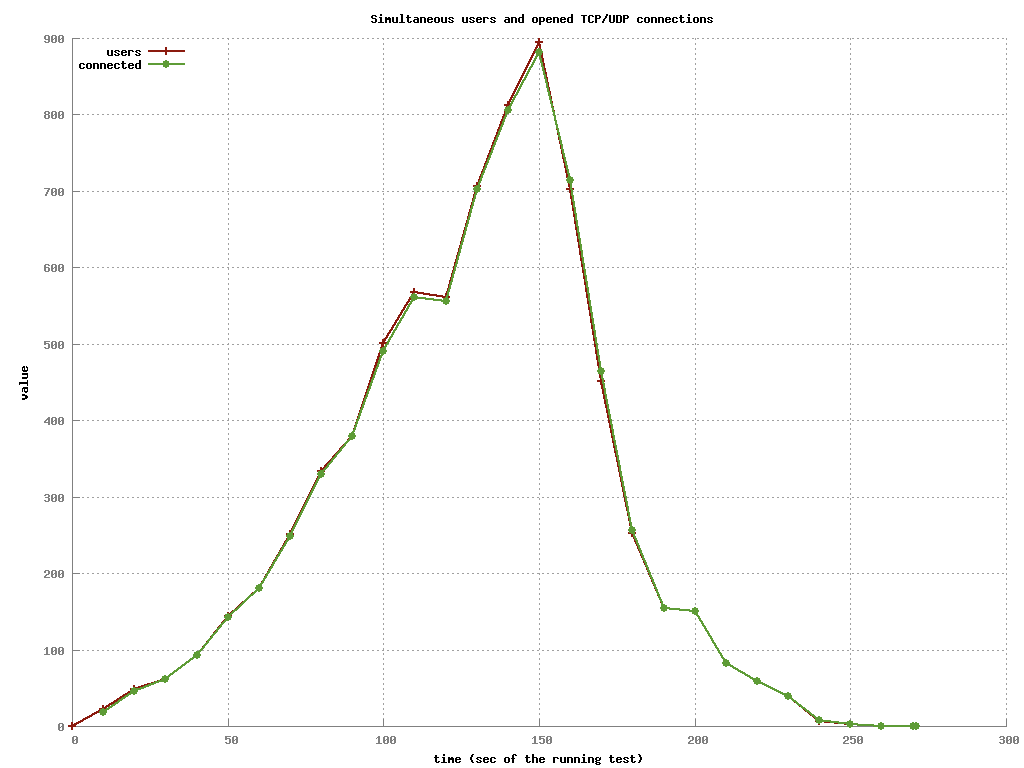 Simultaneous users and opened TCP/UDP connections
900
users
connected
800
700
600
500
value
400
300
200
100
0
0 50 100 150 200 250 300
time (sec of the running test)